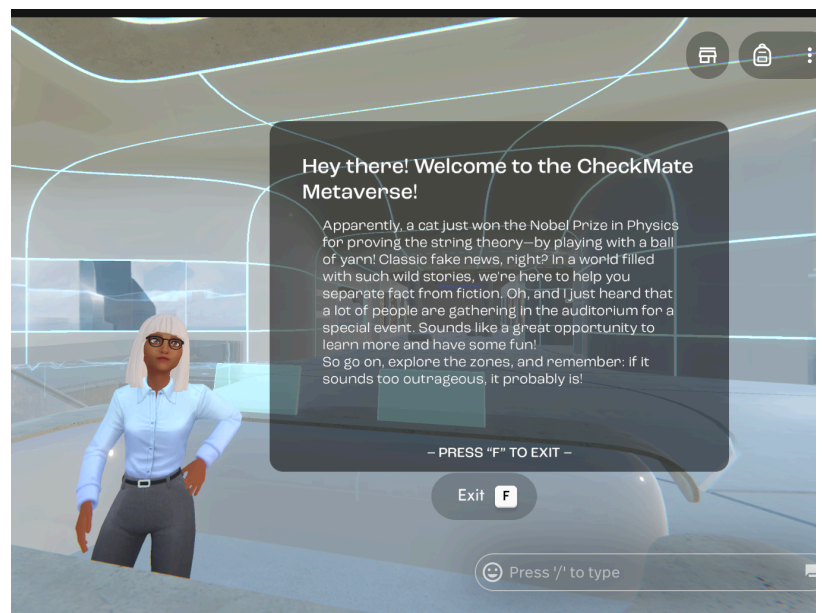 Hey there! Welcome to the CheckMate
Metaverse!
Apparently, a cat just won the Nobel Prize in Physics
for proving the string theory—by playing with a ball
of yarn! Classic fake news, right? In a world filled
with such wild stories, we're here to help you
separate fact from fiction. Oh, and I just heard that
a lot of people are gathering in the auditorium for a
special event. Sounds like a great opportunity to
learn more and have some fun!
So go on, explore the zones, and remember: if it
sounds too outrageous, it probably is!
– PRESS “F” TO EXIT –
Exit F
Press '/' to type